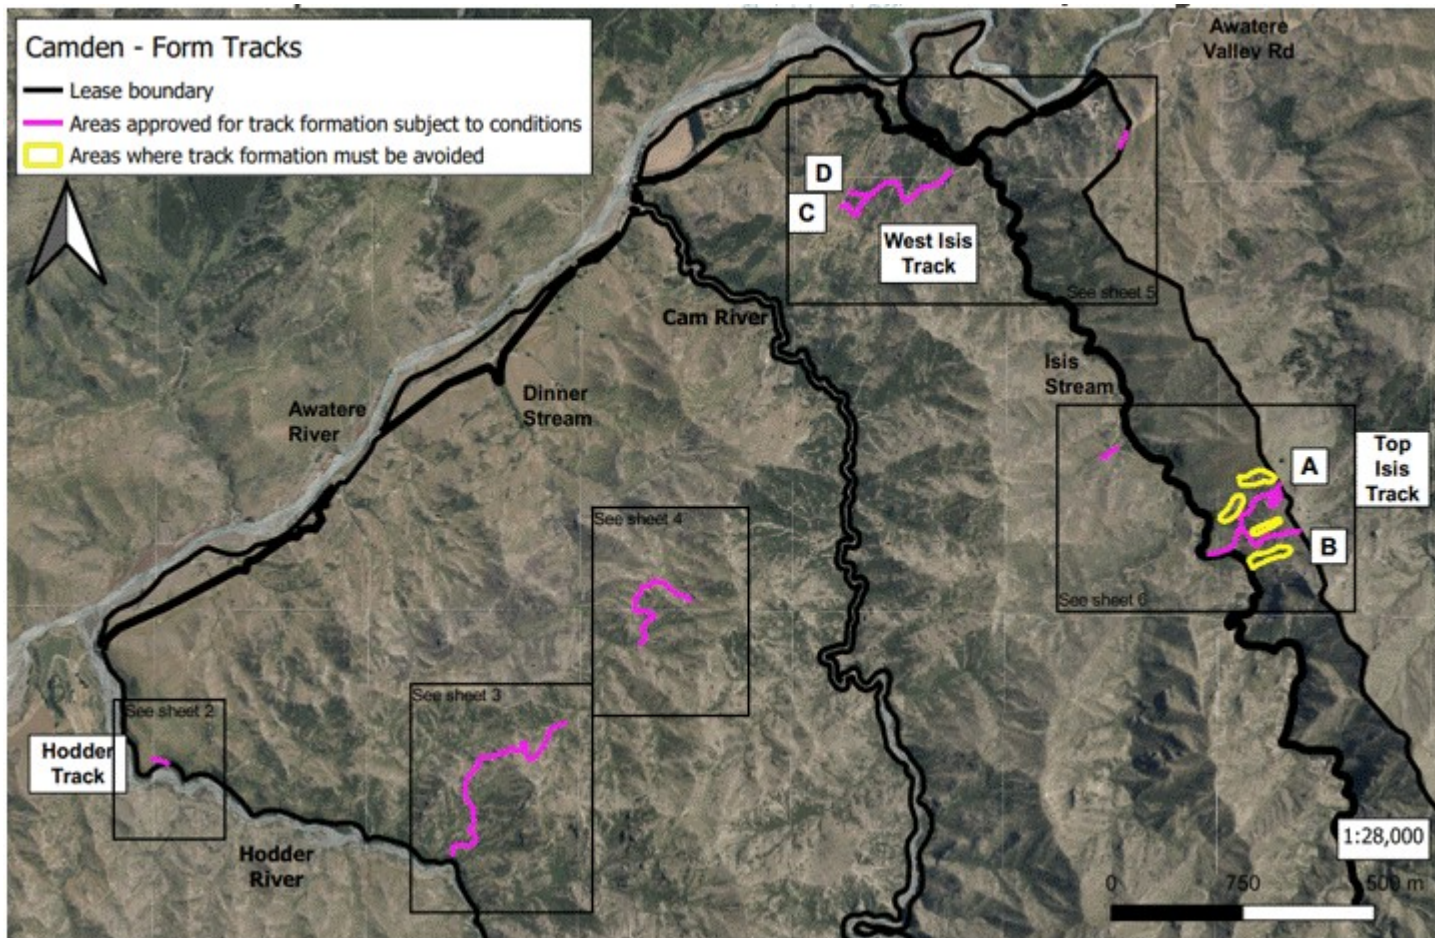 Camden - Form Tracks
Lease boundary
Areas approved for track formation subject to conditions
Areas where track formation must be avoided
Awatere
Valley Rd
D
C
West Isis
Track
See sheet 5
Cam River
Isis
Stream
Dinner
Stream
Awatere
River
A
Top
Isis
Track
B
See sheet 4
See sheet 6
See sheet 3
See sheet 2
Hodder
Track
Hodder
River
1:28,000
0
750
500 m